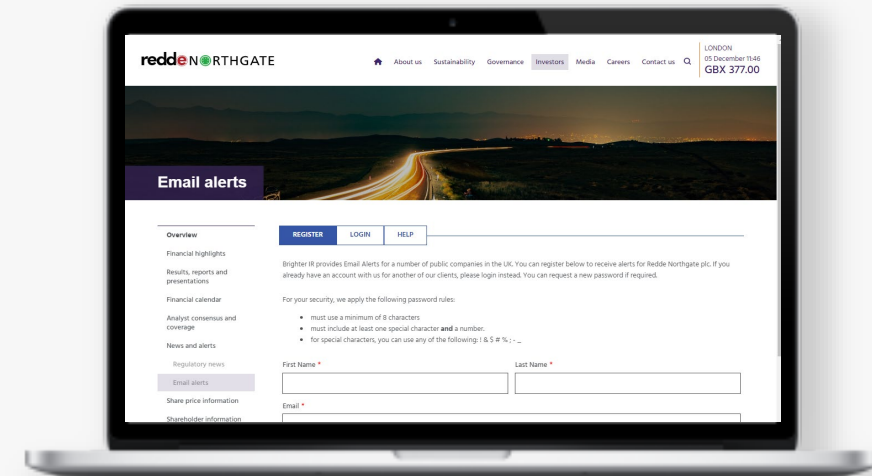 reddeNORTHGATE
About us Sustainability Governance Investors Media Careers Contact us
LONDON
05 December 11:46
GBX 377.00
Email alerts
Overview
Financial highlights
Results, reports and
presentations
Financial calendar
Analyst consensus and
coverage
News and alerts
Regulatory news
Email alerts
Share price information
Shareholder information
REGISTER LOGIN HELP
Brighter IR provides Email Alerts for a number of public companies in the UK. You can register below to receive alerts for Redde Northgate plc. If you
already have an account with us for another of our clients, please login instead. You can request a new password if required.
For your security, we apply the following password rules:
• must use a minimum of 8 characters
• must include at least one special character and a number.
• for special characters, you can use any of the following: ! & $ # % ; - _
First Name * Last Name *
Email *